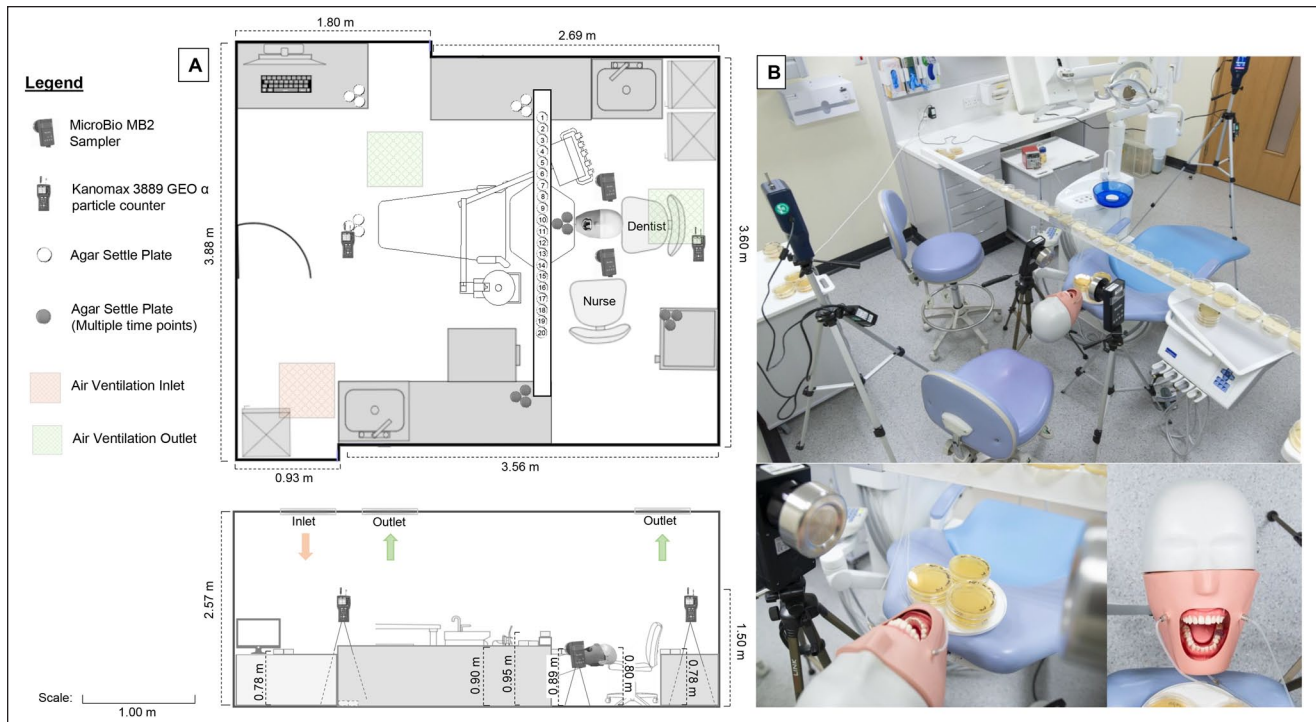 A
1.80 m
2.69 m
Legend
MicroBio MB2
Sampler
Kanomax 3889 GEO α
particle counter
Agar Settle Plate
Agar Settle Plate
(Multiple time points)
Air Ventilation Inlet
Air Ventilation Outlet
3.88 m
1
2
3
4
5
6
7
8
9
10
11
12
13
14
15
16
17
18
19
20
Dentist
Nurse
3.60 m
0.93 m
3.56 m
Inlet
Outlet
Outlet
2.57 m
1.50 m
0.78 m
0.90 m
0.95 m
0.89 m
0.80 m
0.78 m
Scale:
1.00 m
B
LINK